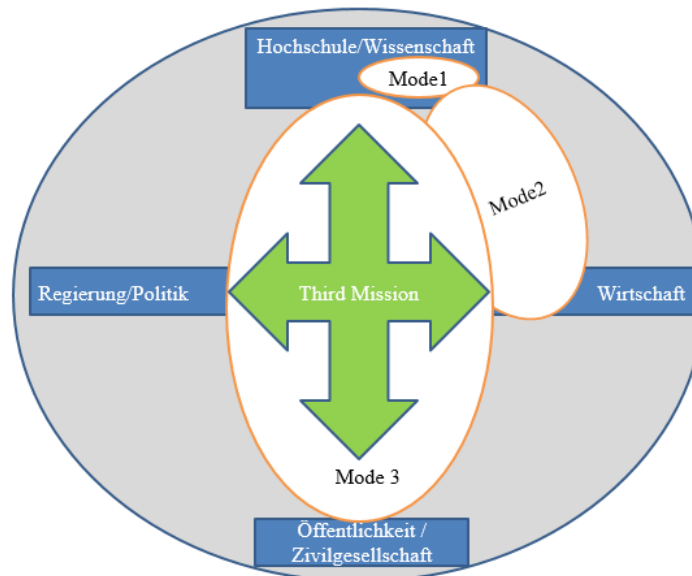 Hochschule/Wissenschaft
Mode1
Mode2
Regierung/Politik
Third Mission
Wirtschaft
Mode 3
Öffentlichkeit /
Zivilgesellschaft